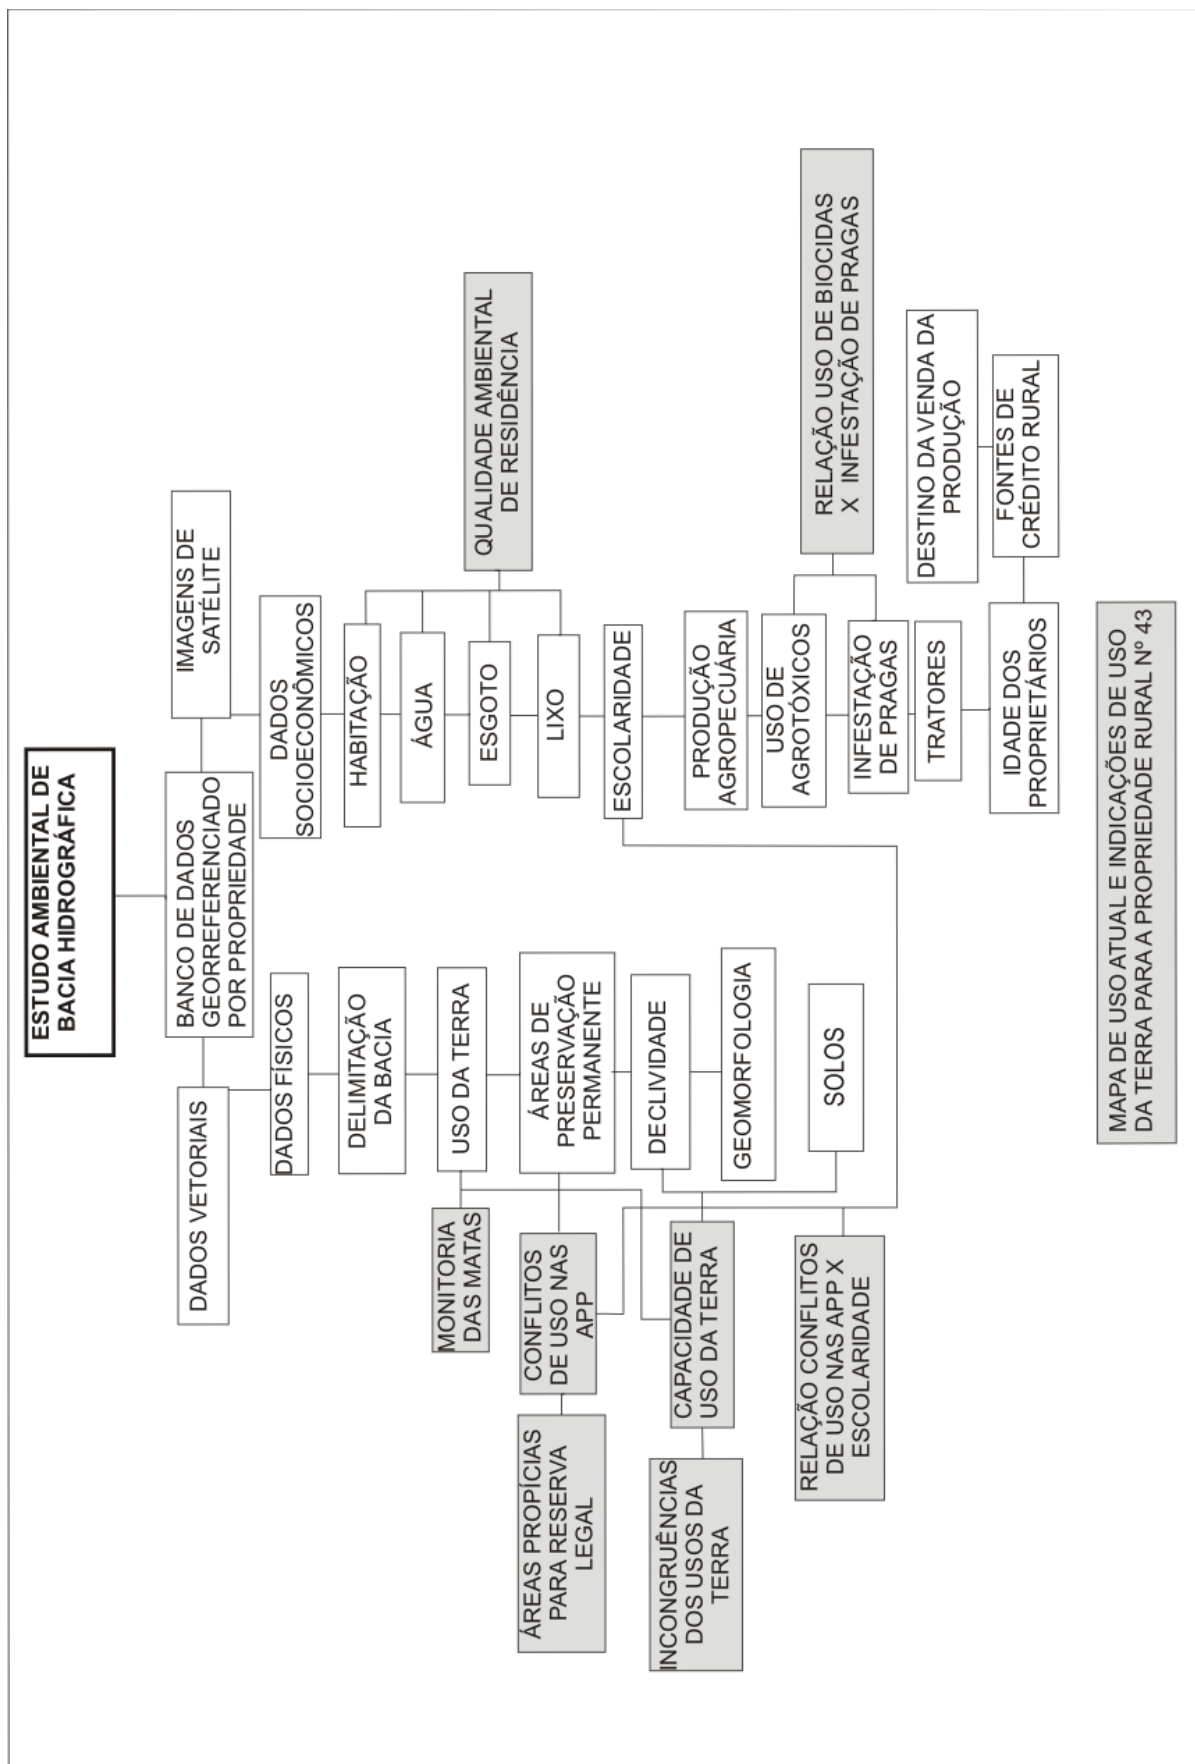 ESTUDO AMBIENTAL DE
BACIA HIDROGRÁFICA
DADOS VETORIAIS
BANCO DE DADOS
GEORREFERENCIADO
POR PROPRIEDADE
IMAGENS DE
SATÉLITE
DADOS FÍSICOS
DELIMITAÇÃO
DA BACIA
USO DA TERRA
ÁREAS DE
PRESERVAÇÃO
PERMANENTE
DECLIVIDADE
GEOMORFOLOGIA
SOLOS
MONITORIA
DAS MATAS
CONFLITOS
DE USO NAS
APP
ÁREAS PROPÍCIAS
PARA RESERVA
LEGAL
CAPACIDADE DE
USO DA TERRA
INCONGRUÊNCIAS
DOS USOS DA
TERRA
RELAÇÃO CONFLITOS
DE USO NAS APP X
ESCOLARIDADE
DADOS
SOCIOECONÔMICOS
HABITAÇÃO
ÁGUA
ESGOTO
LIXO
QUALIDADE AMBIENTAL
DE RESIDÊNCIA
ESCOLARIDADE
PRODUÇÃO
AGROPECUÁRIA
USO DE
AGROTÓXICOS
INFESTAÇÃO
DE PRAGAS
RELAÇÃO USO DE BIOCIDAS
X INFESTAÇÃO DE PRAGAS
TRATORES
IDADE DOS
PROPRIETÁRIOS
FONTES DE
CRÉDITO RURAL
DESTINO DA VENDA DA
PRODUÇÃO
MAPA DE USO ATUAL E INDICAÇÕES DE USO
DA TERRA PARA A PROPRIEDADE RURAL Nº 43